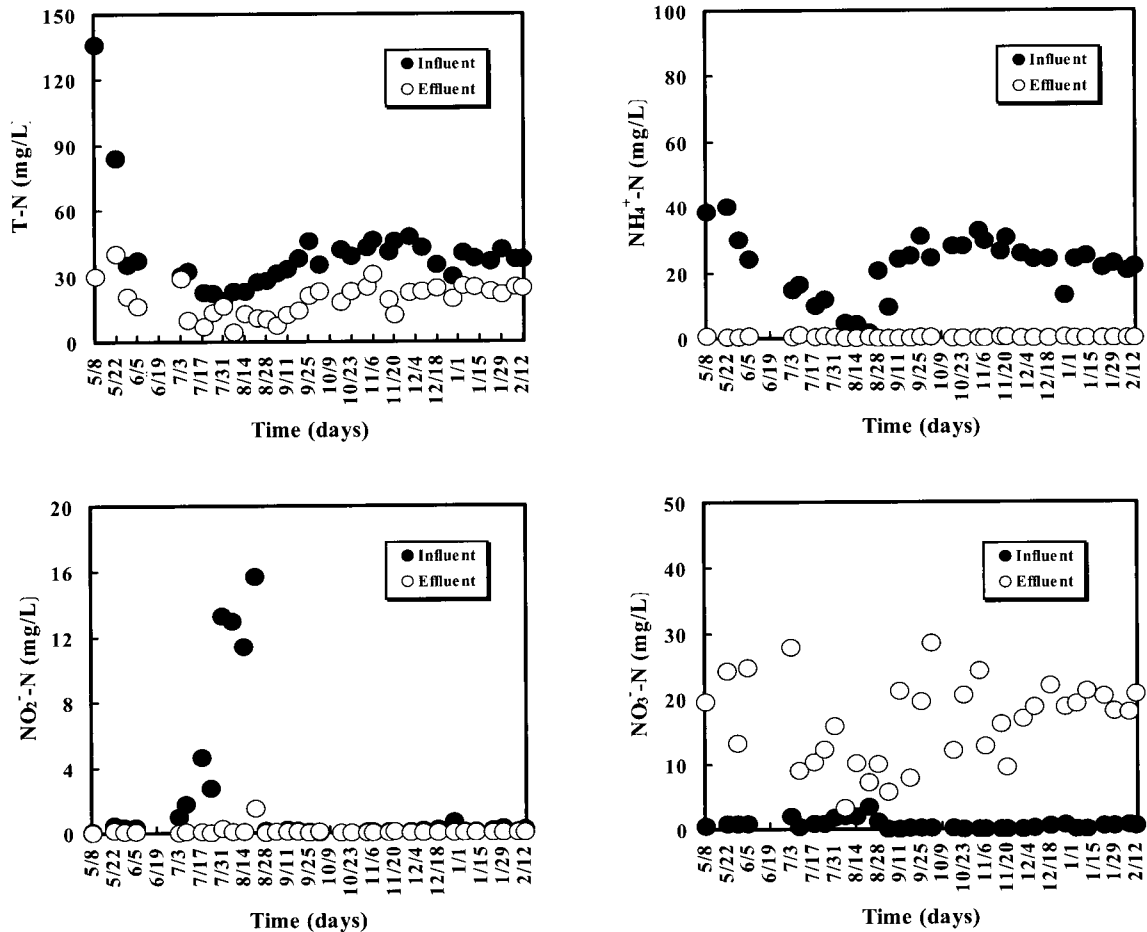 150
120
90
60
30
0
T-N (mg/L)
Influent
Effluent
5/8 5/22 6/5 6/19 7/3 7/17 7/31 8/14 8/28 9/11 9/25 10/9 10/23 11/6 11/20 12/4 12/18 1/1 1/15 1/29 2/12
Time (days)
100
80
60
40
20
0
NH₄⁺-N (mg/L)
Influent
Effluent
5/8 5/22 6/5 6/19 7/3 7/17 7/31 8/14 8/28 9/11 9/25 10/9 10/23 11/6 11/20 12/4 12/18 1/1 1/15 1/29 2/12
Time (days)
20
16
12
8
4
0
NO₂⁻-N (mg/L)
Influent
Effluent
5/8 5/22 6/5 6/19 7/3 7/17 7/31 8/14 8/28 9/11 9/25 10/9 10/23 11/6 11/20 12/4 12/18 1/1 1/15 1/29 2/12
Time (days)
50
40
30
20
10
0
NO₃⁻-N (mg/L)
Influent
Effluent
5/8 5/22 6/5 6/19 7/3 7/17 7/31 8/14 8/28 9/11 9/25 10/9 10/23 11/6 11/20 12/4 12/18 1/1 1/15 1/29 2/12
Time (days)